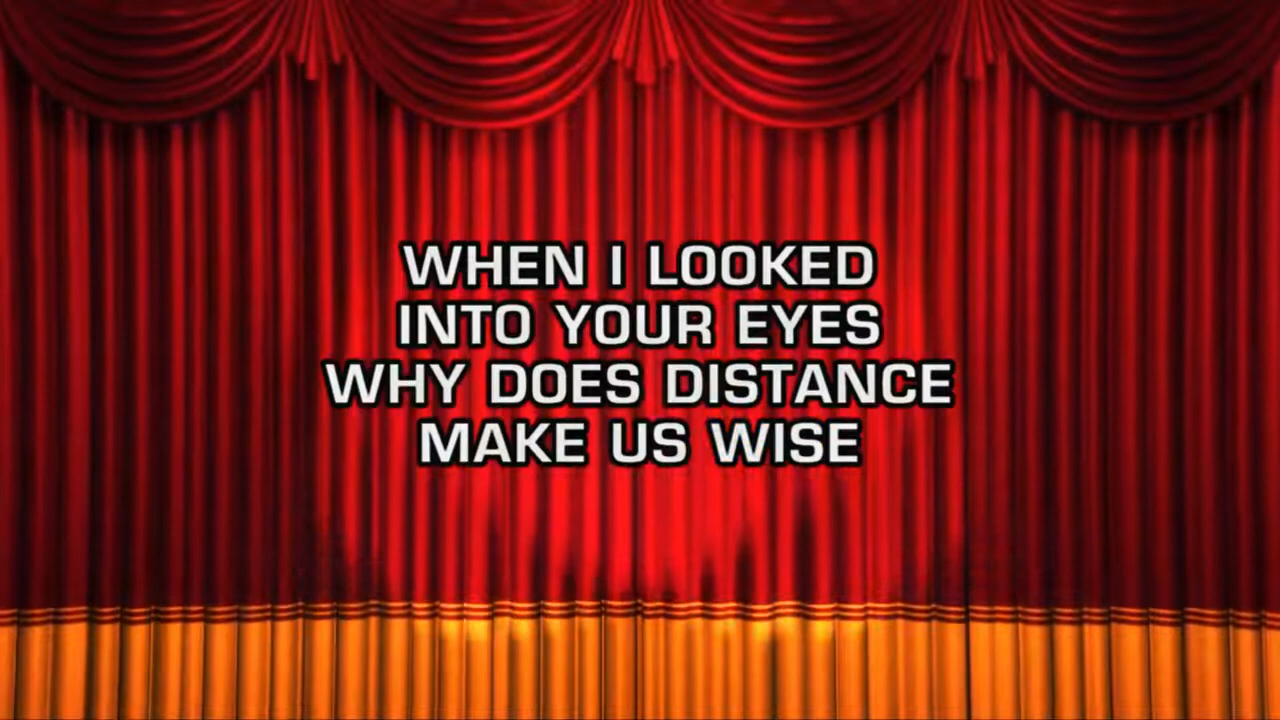 WHEN I LOOKED
INTO YOUR EYES
WHY DOES DISTANCE
MAKE US WISE